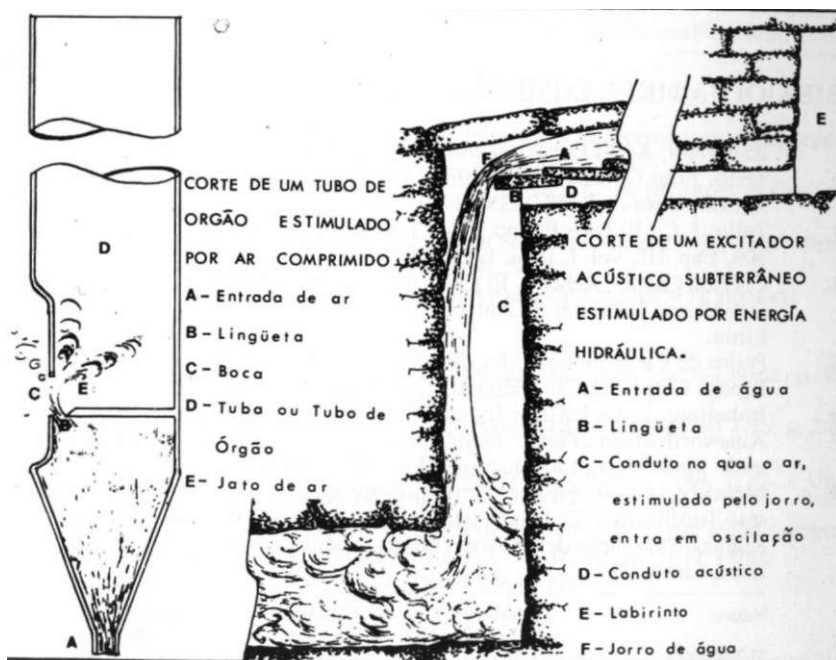 CORTE DE UM TUBO DE
ORGÃO ESTIMULADO
POR AR COMPRIMIDO
A – Entrada de ar
B – Lingüeta
C – Boca
D – Tuba ou Tubo de
Órgão
E – Jato de ar
D
G
C
E
B
A
F
A
B
D
C
E
CORTE DE UM EXCITADOR
ACÚSTICO SUBTERRÂNEO
ESTIMULADO POR ENERGÍA
HIDRÁULICA.
A – Entrada de água
B – Lingüeta
C – Conduto no qual o ar,
estimulada pelo jorro,
entra em oscilação
D – Conduto acústico
E – Labirinto
F – Jorro de água